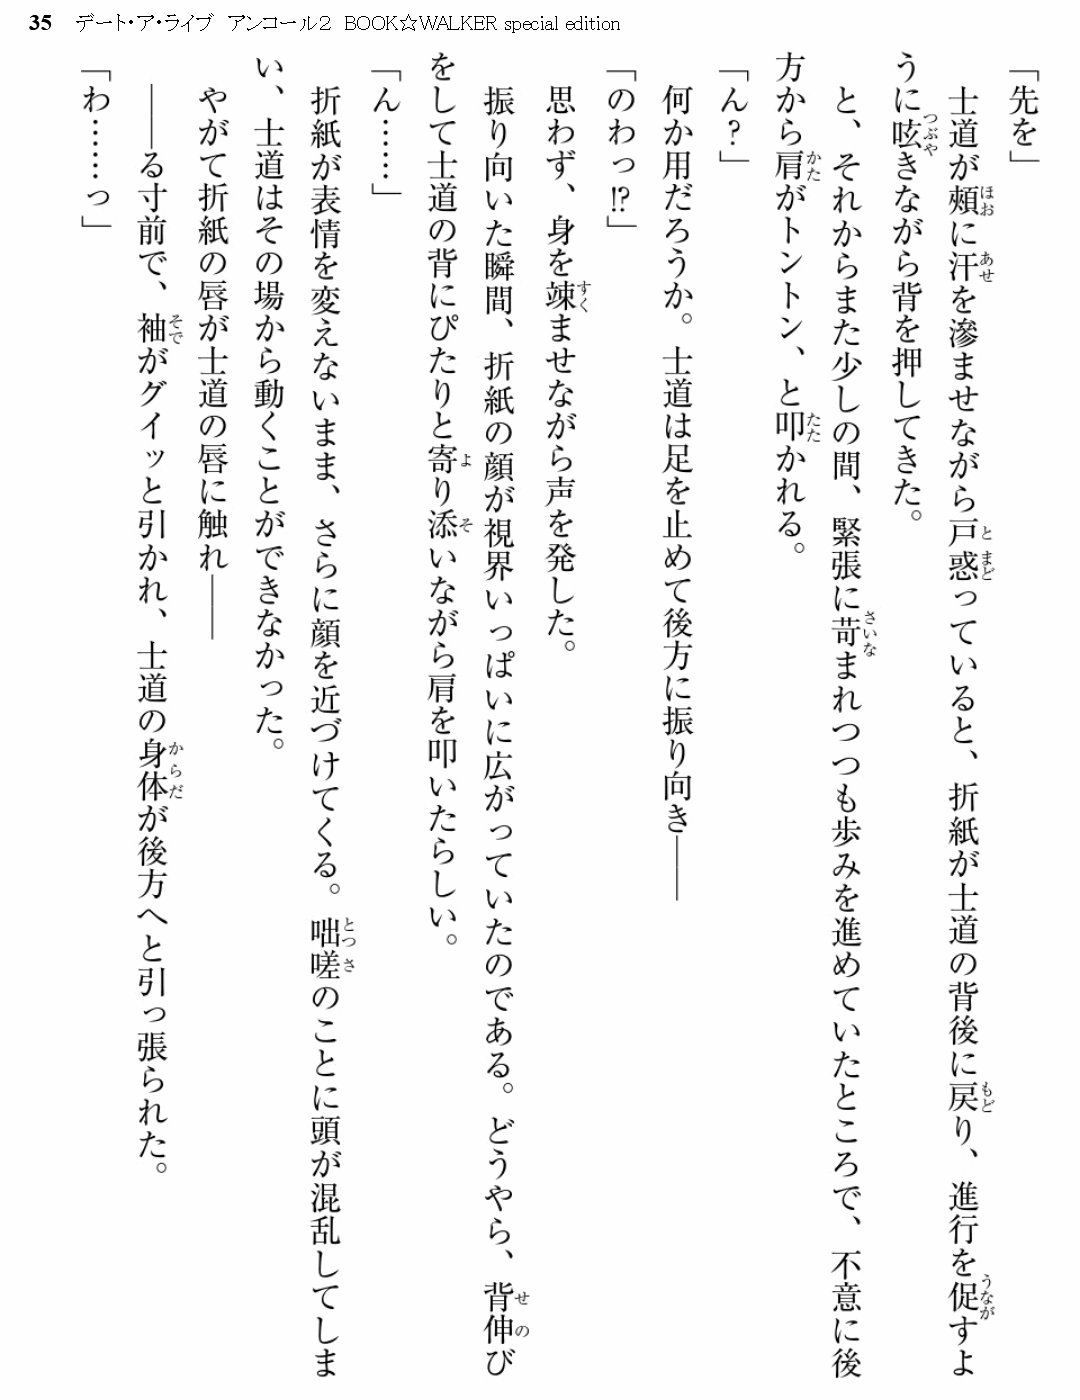 35 デート・ア・ライブ アンコール2 BOOK☆WALKER special edition
「先を」
　士道が頬に汗を滲ませながら戸惑っていると、折紙が士道の背後に戻り、進行を促すよ
うに呟きながら背を押してきた。
　と、それからまた少しの間、緊張に苛まれつつも歩みを進めていたところで、不意に後
方から肩がトントン、と叩かれる。
「ん？」
　何か用だろうか。士道は足を止めて後方に振り向き――
「のわっ!?」
　思わず、身を竦ませながら声を発した。
　振り向いた瞬間、折紙の顔が視界いっぱいに広がっていたのである。どうやら、背伸び
をして士道の背にぴたりと寄り添いながら肩を叩いたらしい。
「ん……」
　折紙が表情を変えないまま、さらに顔を近づけてくる。咄嗟のことに頭が混乱してしま
い、士道はその場から動くことができなかった。
　やがて折紙の唇が士道の唇に触れ――
　――る寸前で、袖がグイッと引かれ、士道の身体が後方へと引っ張られた。
「わ……っ」